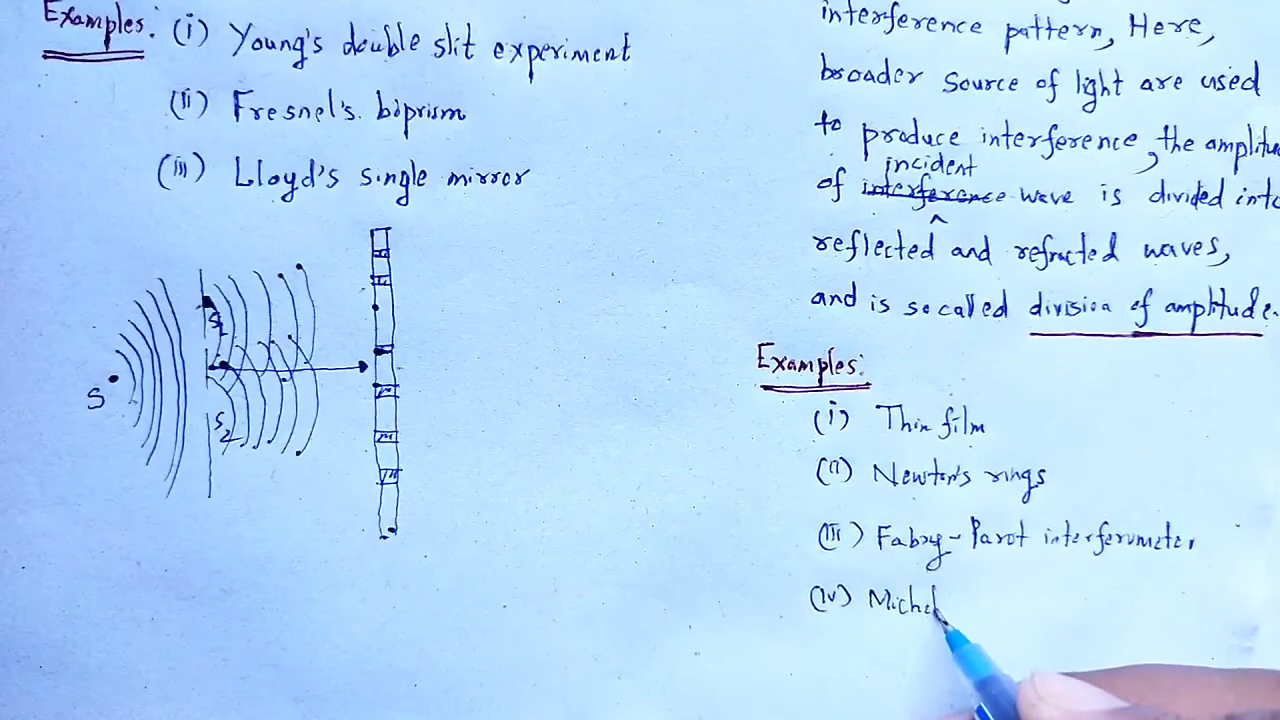 Examples: (i) Young's double slit experiment
(ii) Fresnel's biprism
(iii) Lloyd's single mirror
S
S1
S2
interference pattern, Here,
broader source of light are used
to produce interference, the amplitu
incident
of interference wave is divided into
reflected and refracted waves,
and is so called division of amplitude.
Examples:
(i) Thin film
(ii) Newton's rings
(iii) Fabry-Parot interferometer
(iv) Michel